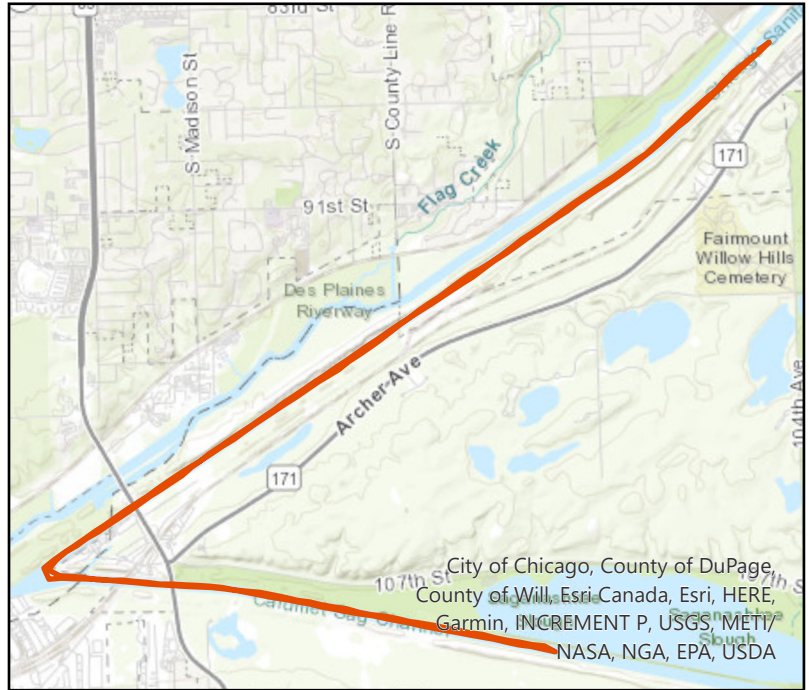 83rd St
S Madison St
S County Line R
Chicago Sanit
171
Flag Creek
91st St
Fairmount
Willow Hills
Cemetery
Des Plaines
Riverway
104th Ave
Archer Ave
171
107th St
107th St
Calumet Sag Channel
Saganashkee
Slough
City of Chicago, County of DuPage,
County of Will, Esri Canada, Esri, HERE,
Garmin, INCREMENT P, USGS, METI/
NASA, NGA, EPA, USDA